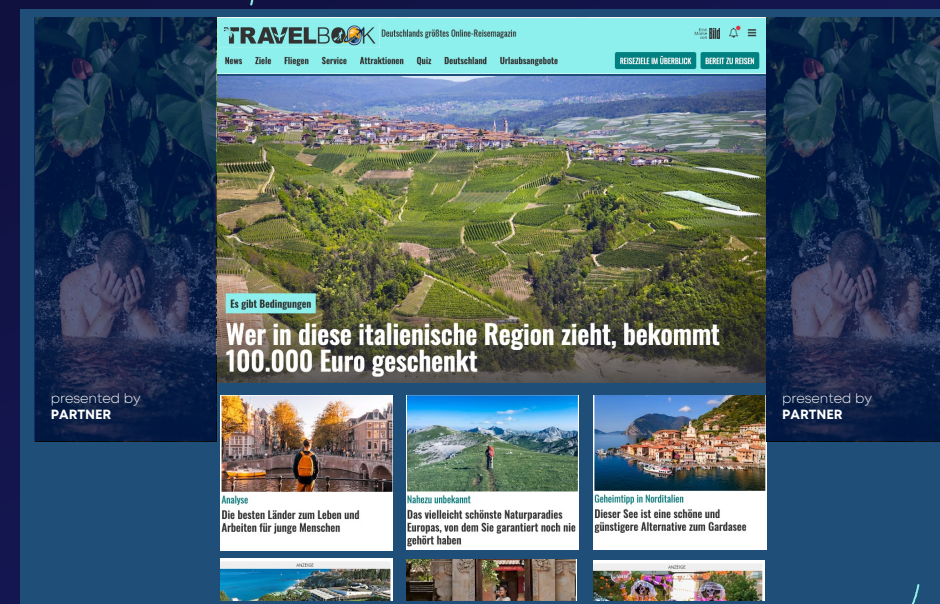 TRAVELBOOK
Deutschlands größtes Online-Reisemagazin
Bild
News Ziele Fliegen Service Attraktionen Quiz Deutschland Urlaubsangebote
REISEZIELE IM ÜBERBLICK BEREIT ZU REISEN
Es gibt Bedingungen
Wer in diese italienische Region zieht, bekommt
100.000 Euro geschenkt
presented by
PARTNER
presented by
PARTNER
Analyse
Die besten Länder zum Leben und
Arbeiten für junge Menschen
Nahezu unbekannt
Das vielleicht schönste Naturparadies
Europas, von dem Sie garantiert noch nie
gehört haben
Geheimtipp in Norditalien
Dieser See ist eine schöne und
günstigere Alternative zum Gardasee
ANZEIGE
ANZEIGE